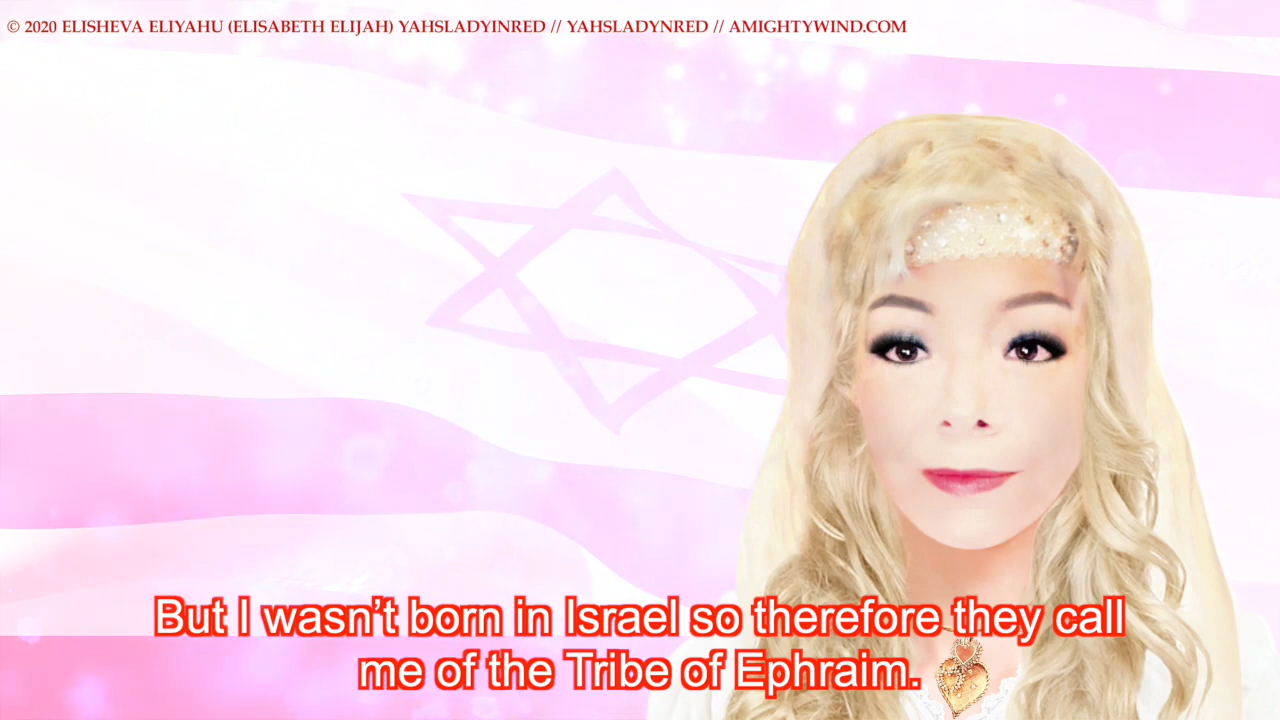 © 2020 ELISHEVA ELIYAHU (ELISABETH ELIJAH) YAHSLADYINRED // YAHSLADYNRED // AMIGHTYWIND.COM
But I wasn’t born in Israel so therefore they call
me of the Tribe of Ephraim.